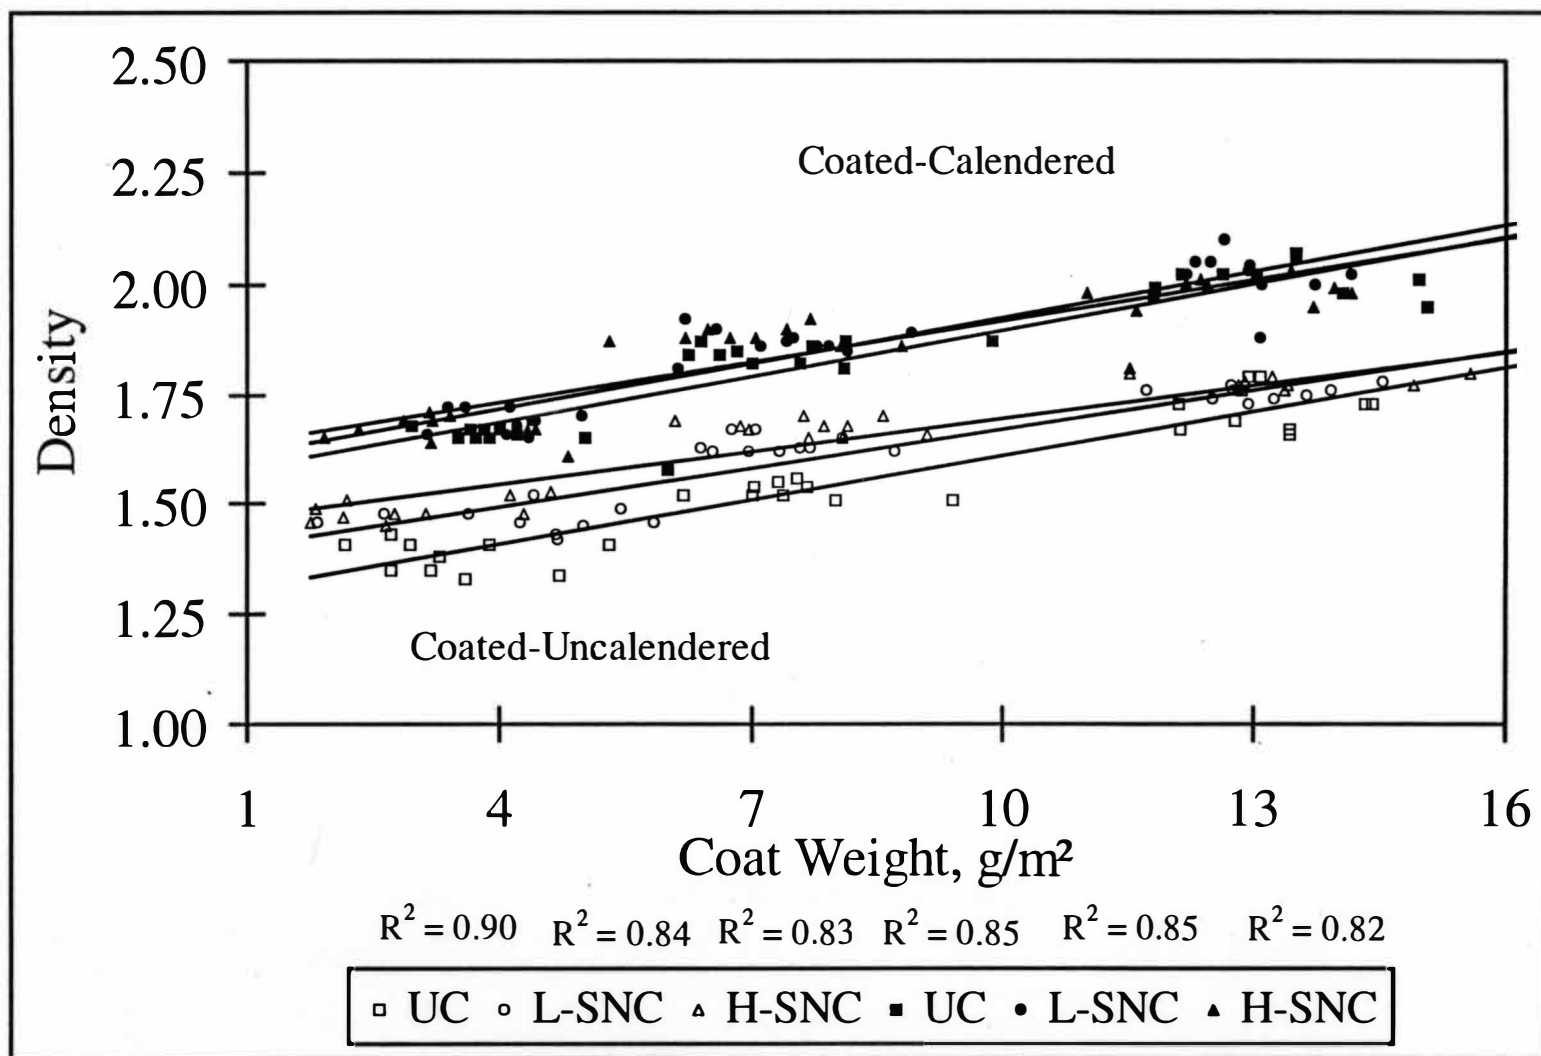 2.50
Coated-Calendered
2.25
2.00
1.75
1.50
1.25
Coated-Uncalendered
1.00
Density
1 4 7 10 13 16
Coat Weight, g/m²
R² = 0.90 R² = 0.84 R² = 0.83 R² = 0.85 R² = 0.85 R² = 0.82
UC L-SNC H-SNC UC L-SNC H-SNC